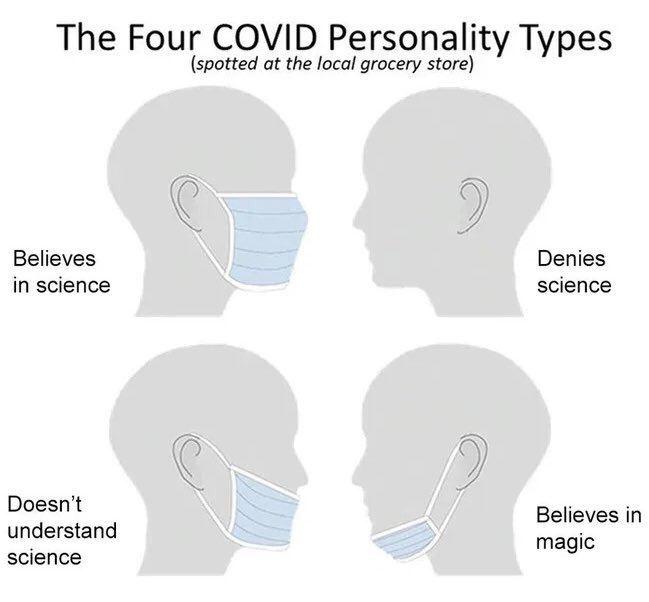 The Four COVID Personality Types
(spotted at the local grocery store)
Believes
in science
Denies
science
Doesn't
understand
science
Believes in
magic